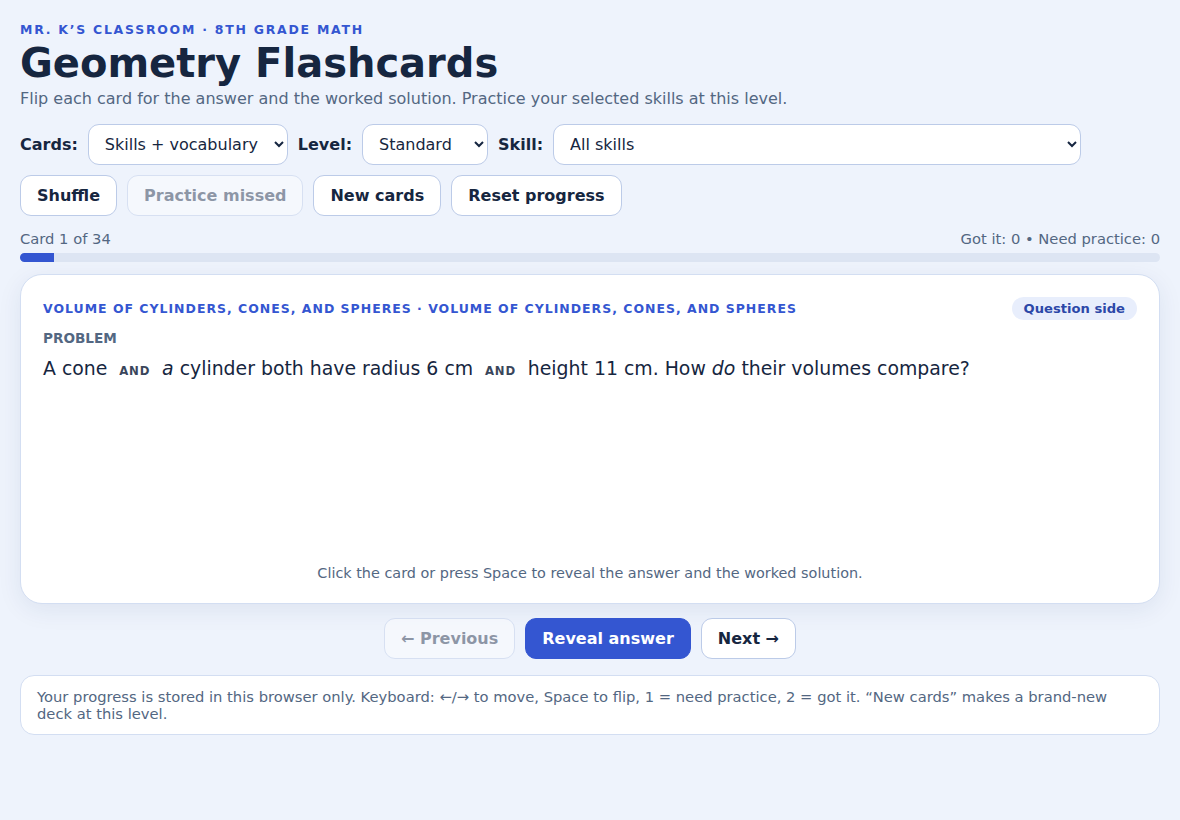 MR. K’S CLASSROOM · 8TH GRADE MATH
Geometry Flashcards
Flip each card for the answer and the worked solution. Practice your selected skills at this level.
Cards: Skills + vocabulary Level: Standard Skill: All skills
Shuffle Practice missed New cards Reset progress
Card 1 of 34 Got it: 0 • Need practice: 0
VOLUME OF CYLINDERS, CONES, AND SPHERES · VOLUME OF CYLINDERS, CONES, AND SPHERES Question side
PROBLEM
A cone AND a cylinder both have radius 6 cm AND height 11 cm. How do their volumes compare?
Click the card or press Space to reveal the answer and the worked solution.
← Previous Reveal answer Next →
Your progress is stored in this browser only. Keyboard: ←/→ to move, Space to flip, 1 = need practice, 2 = got it. “New cards” makes a brand-new
deck at this level.